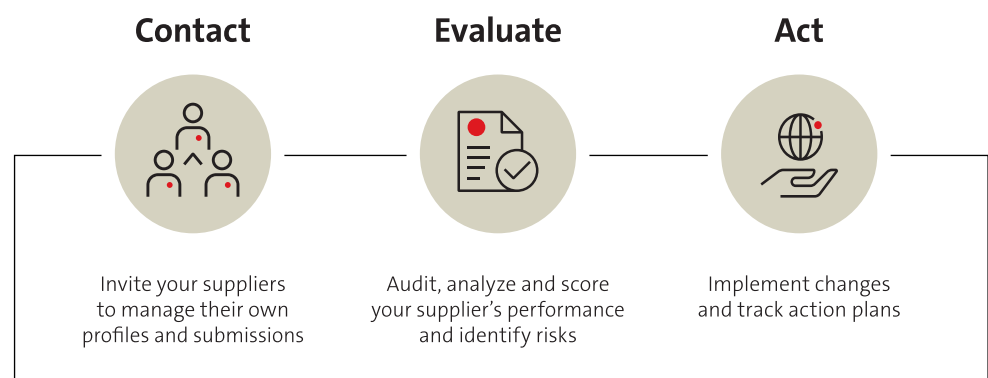 Contact
Evaluate
Act
Invite your suppliers
to manage their own
profiles and submissions
Audit, analyze and score
your supplier’s performance
and identify risks
Implement changes
and track action plans